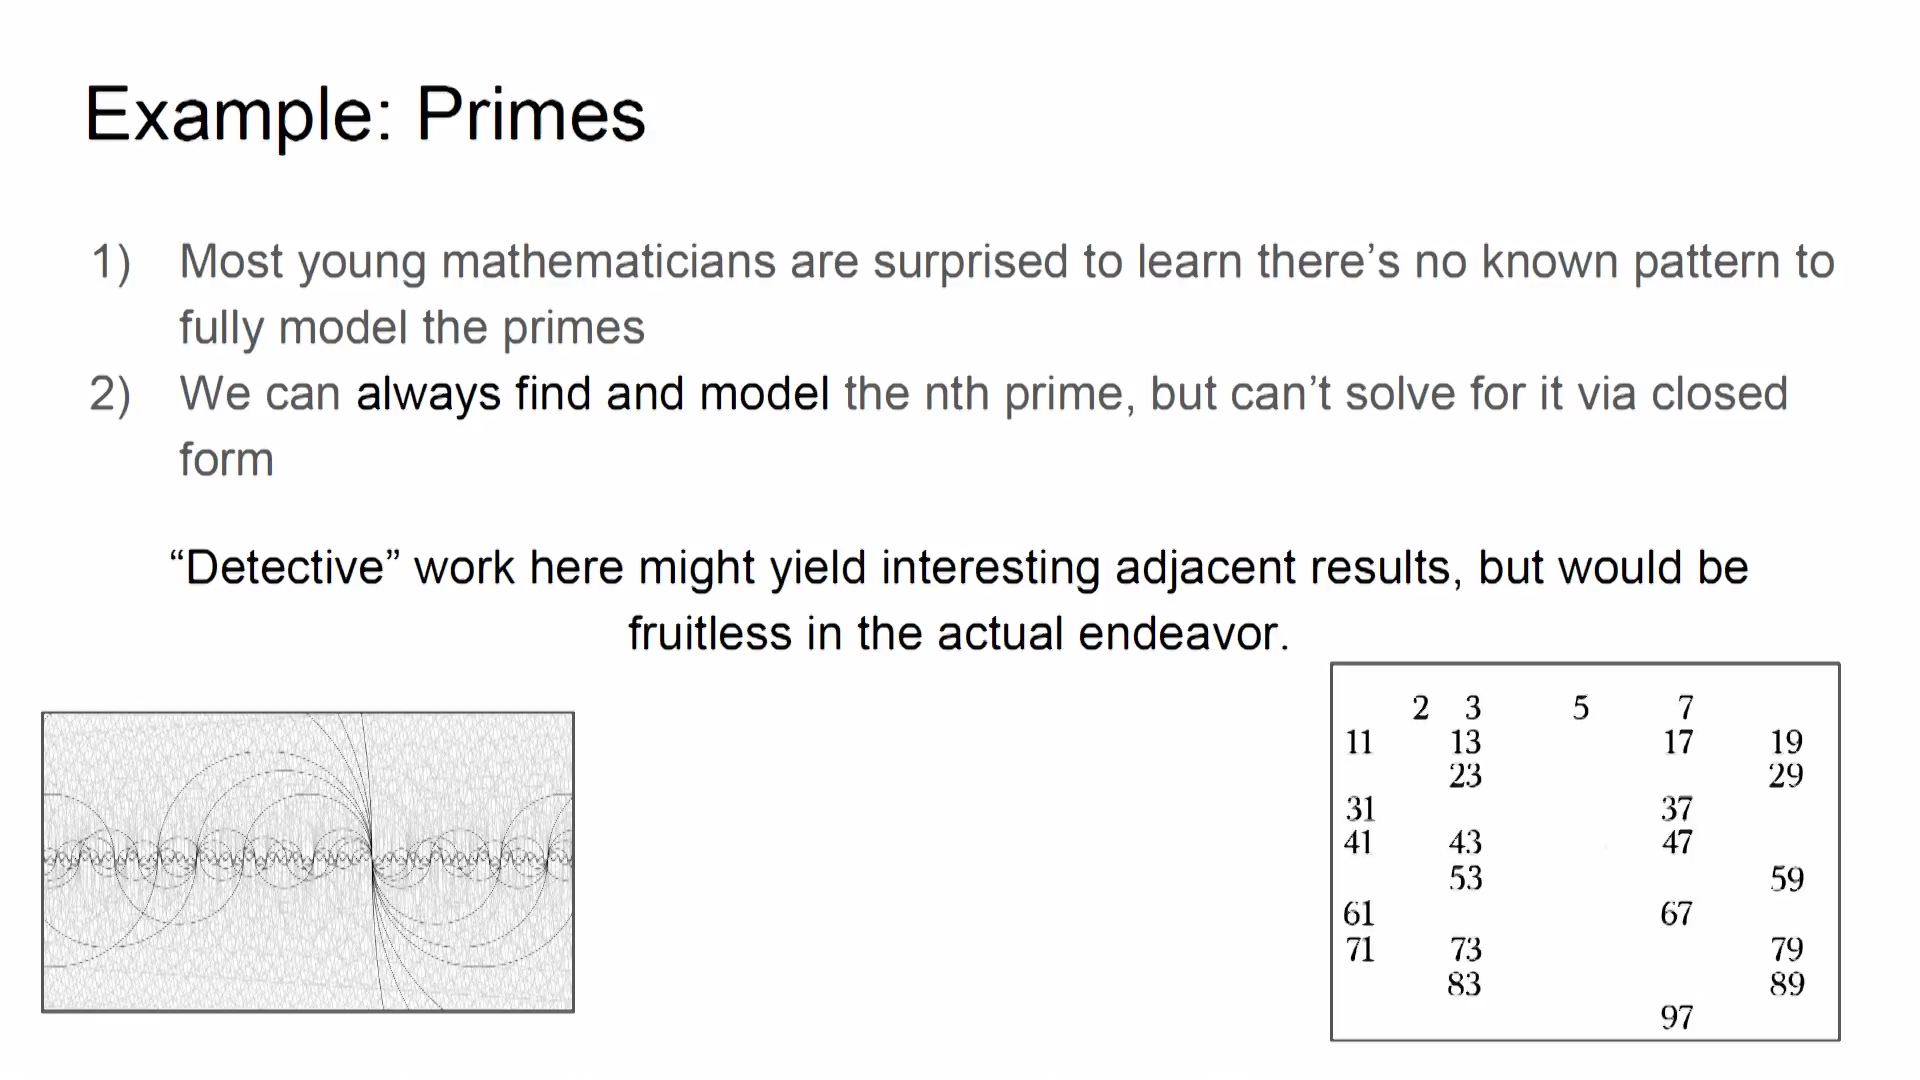 Example: Primes
1) Most young mathematicians are surprised to learn there’s no known pattern to
fully model the primes
2) We can always find and model the nth prime, but can’t solve for it via closed
form
“Detective” work here might yield interesting adjacent results, but would be
fruitless in the actual endeavor.
2 3 5 7
11 13 17 19
23 29
31 37
41 43 47
53 59
61 67
71 73 79
83 89
97